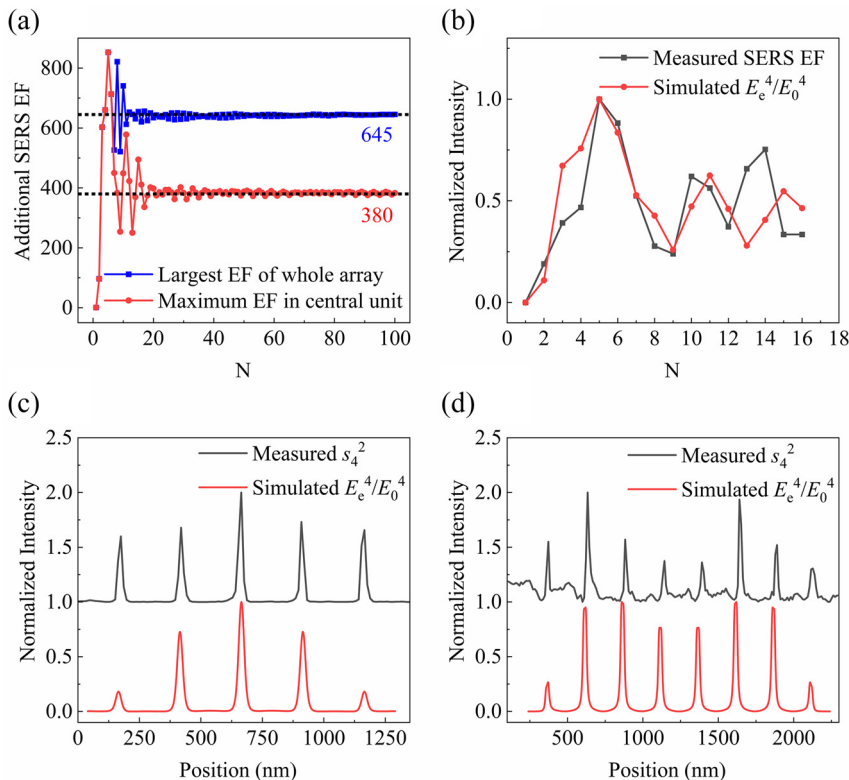 (a)
Additional SERS EF
800
600
400
200
0
645
380
Largest EF of whole array
Maximum EF in central unit
0 20 40 60 80 100
N
(b)
Normalized Intensity
1.0
0.5
0.0
Measured SERS EF
Simulated Eₑ⁴/E₀⁴
0 2 4 6 8 10 12 14 16 18
N
(c)
Normalized Intensity
2.5
2.0
1.5
1.0
0.5
0.0
Measured s₄²
Simulated Eₑ⁴/E₀⁴
0 250 500 750 1000 1250
Position (nm)
(d)
Normalized Intensity
2.5
2.0
1.5
1.0
0.5
0.0
Measured s₄²
Simulated Eₑ⁴/E₀⁴
500 1000 1500 2000
Position (nm)